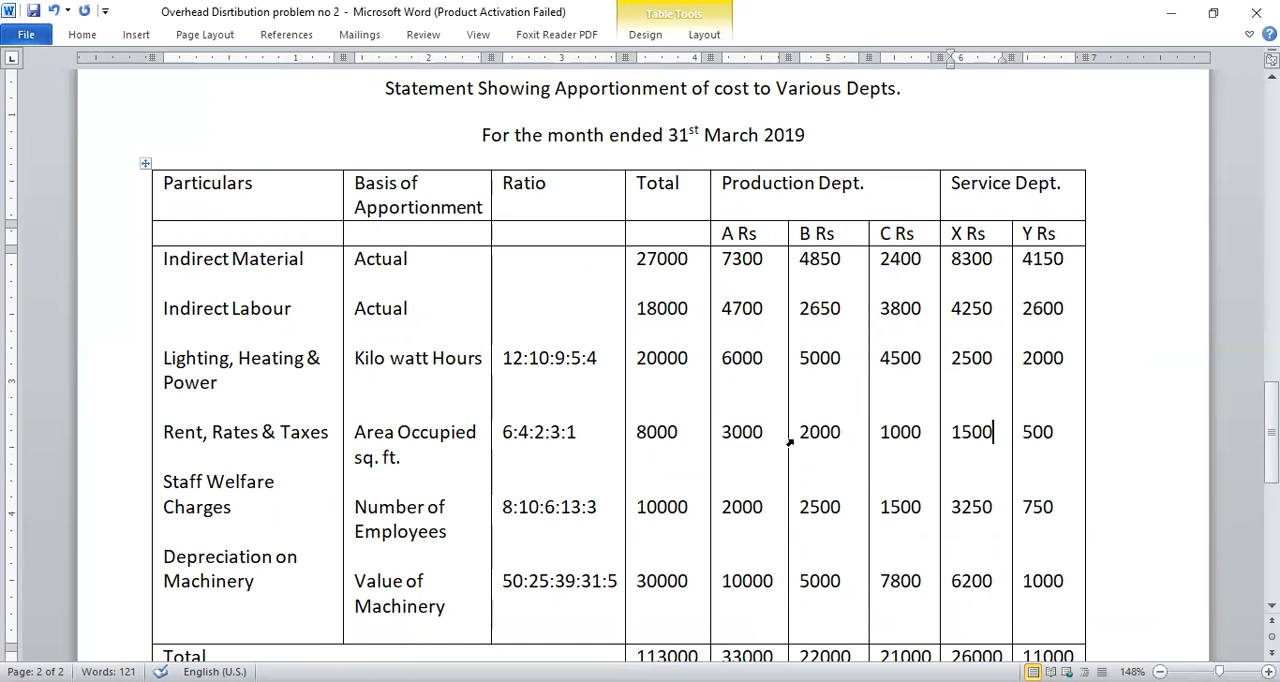 Overhead Disrtibution problem no 2 - Microsoft Word (Product Activation Failed)
Table Tools
File Home Insert Page Layout References Mailings Review View Foxit Reader PDF Design Layout
1 2 3 4 5 6 7
Statement Showing Apportionment of cost to Various Depts.
For the month ended 31st March 2019
Particulars Basis of Apportionment Ratio Total Production Dept. Service Dept.
A Rs B Rs C Rs X Rs Y Rs
Indirect Material Actual 27000 7300 4850 2400 8300 4150
Indirect Labour Actual 18000 4700 2650 3800 4250 2600
Lighting, Heating & Kilo watt Hours 12:10:9:5:4 20000 6000 5000 4500 2500 2000
Power
Rent, Rates & Taxes Area Occupied 6:4:2:3:1 8000 3000 2000 1000 1500 500
sq. ft.
Staff Welfare
Charges Number of 8:10:6:13:3 10000 2000 2500 1500 3250 750
Employees
Depreciation on
Machinery Value of 50:25:39:31:5 30000 10000 5000 7800 6200 1000
Machinery
Total 113000 33000 22000 21000 26000 11000
Page: 2 of 2 Words: 121 English (U.S.) 148%